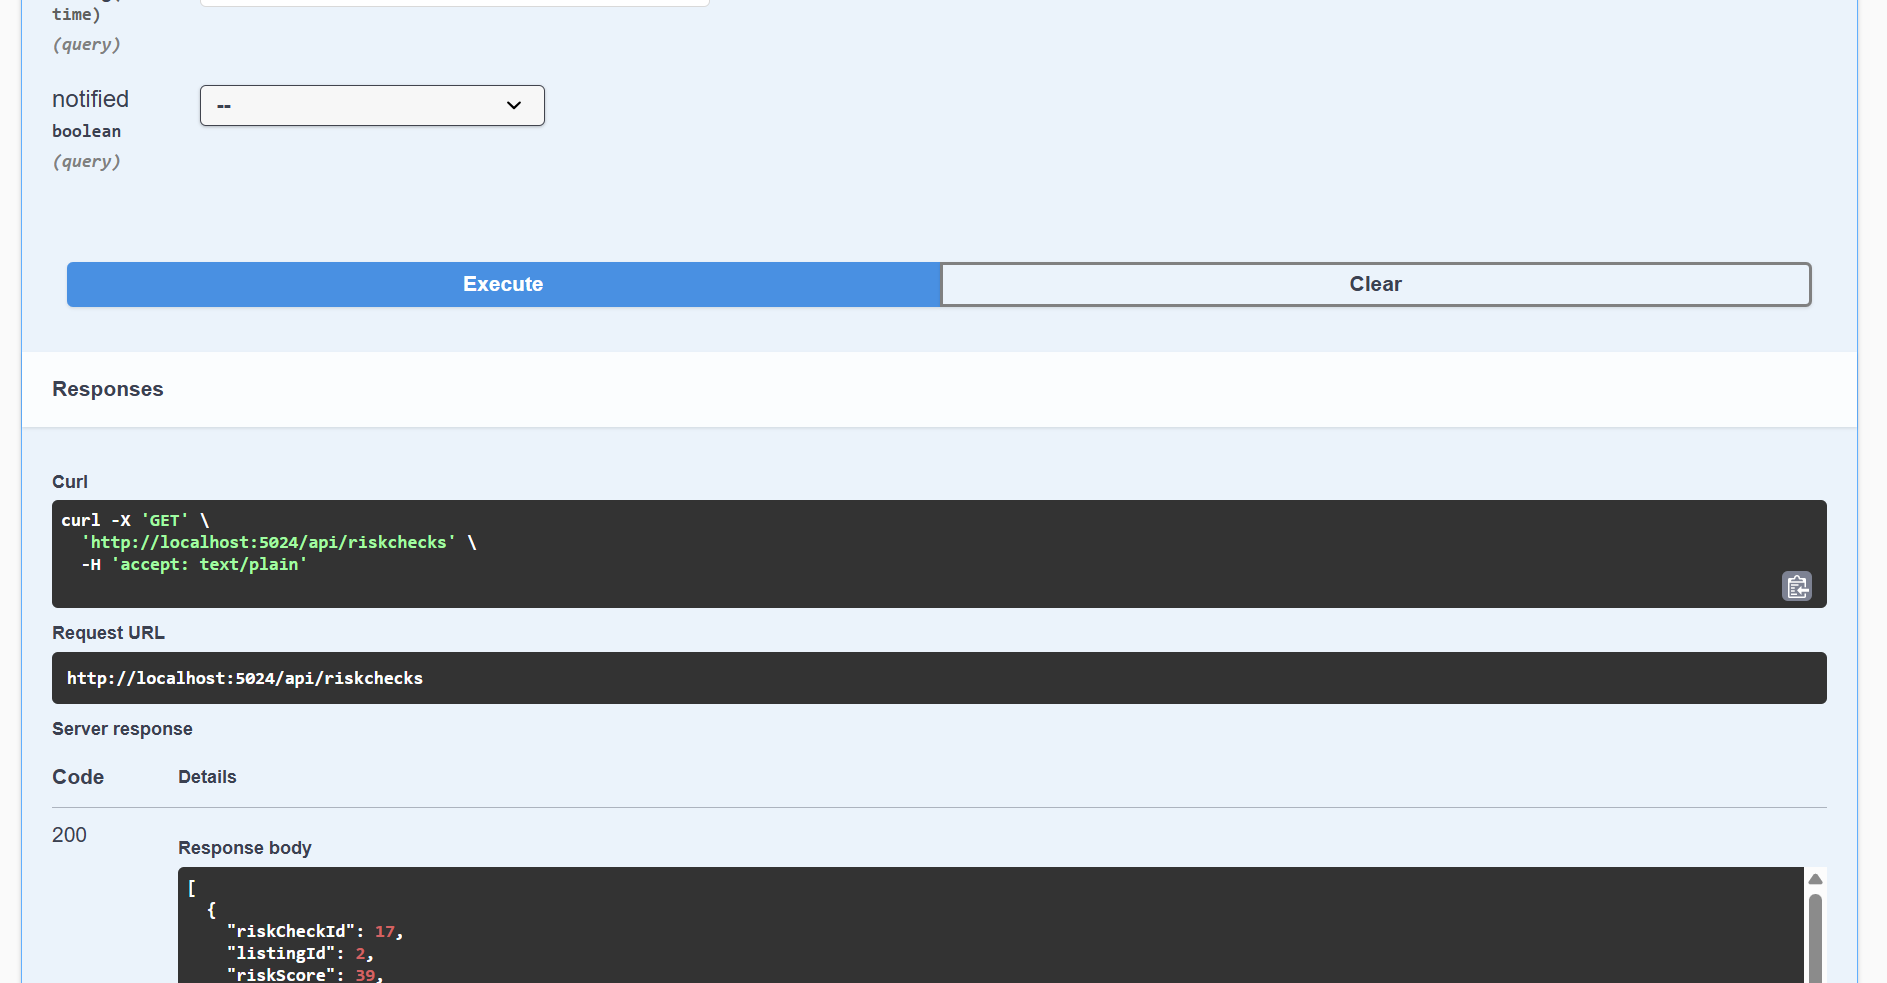 time)
(query)
notified
boolean
(query)
--
Execute
Clear
Responses
Curl
curl -X 'GET' \
  'http://localhost:5024/api/riskchecks' \
  -H 'accept: text/plain'
Request URL
http://localhost:5024/api/riskchecks
Server response
Code
Details
200
Response body
[
  {
    "riskCheckId": 17,
    "listingId": 2,
    "riskScore": 39,